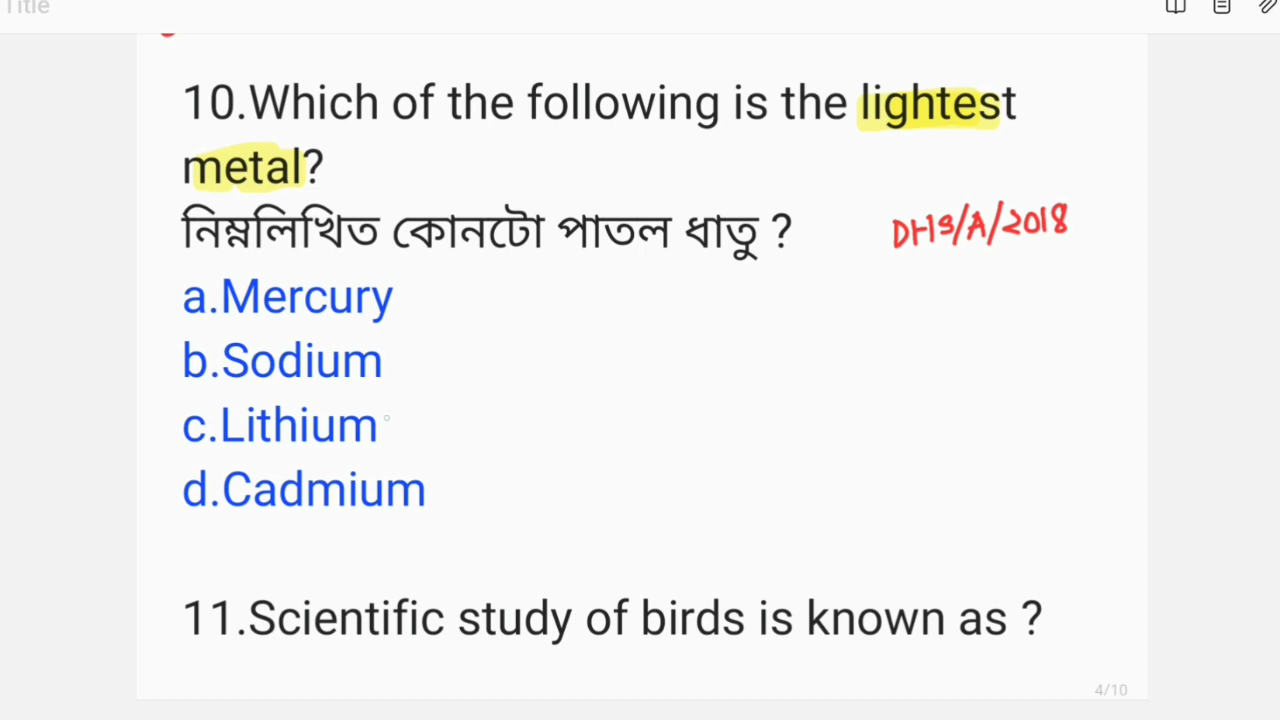 Title
10.Which of the following is the lightest
metal?
নিম্নলিখিত কোনটো পাতল ধাতু ?
DHS/A/2018
a.Mercury
b.Sodium
c.Lithium
d.Cadmium
11.Scientific study of birds is known as ?
4/10